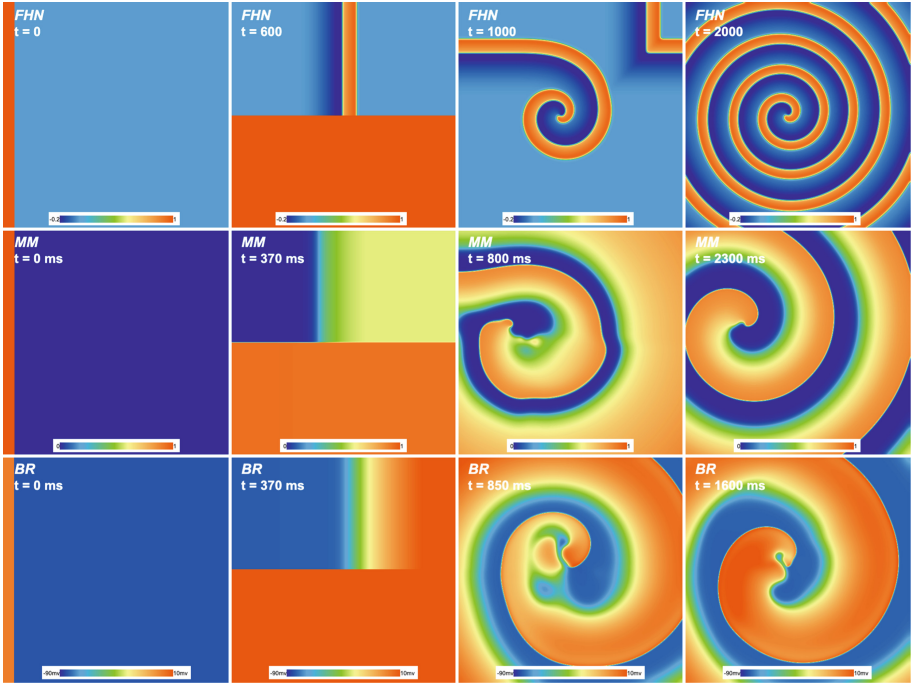 FHN
t = 0
-0.2
1
FHN
t = 600
-0.2
1
FHN
t = 1000
-0.2
1
FHN
t = 2000
-0.2
1
MM
t = 0 ms
0
1
MM
t = 370 ms
0
1
MM
t = 800 ms
0
1
MM
t = 2300 ms
0
1
BR
t = 0 ms
-90mv
10mv
BR
t = 370 ms
-90mv
10mv
BR
t = 850 ms
-90mv
10mv
BR
t = 1600 ms
-90mv
10mv